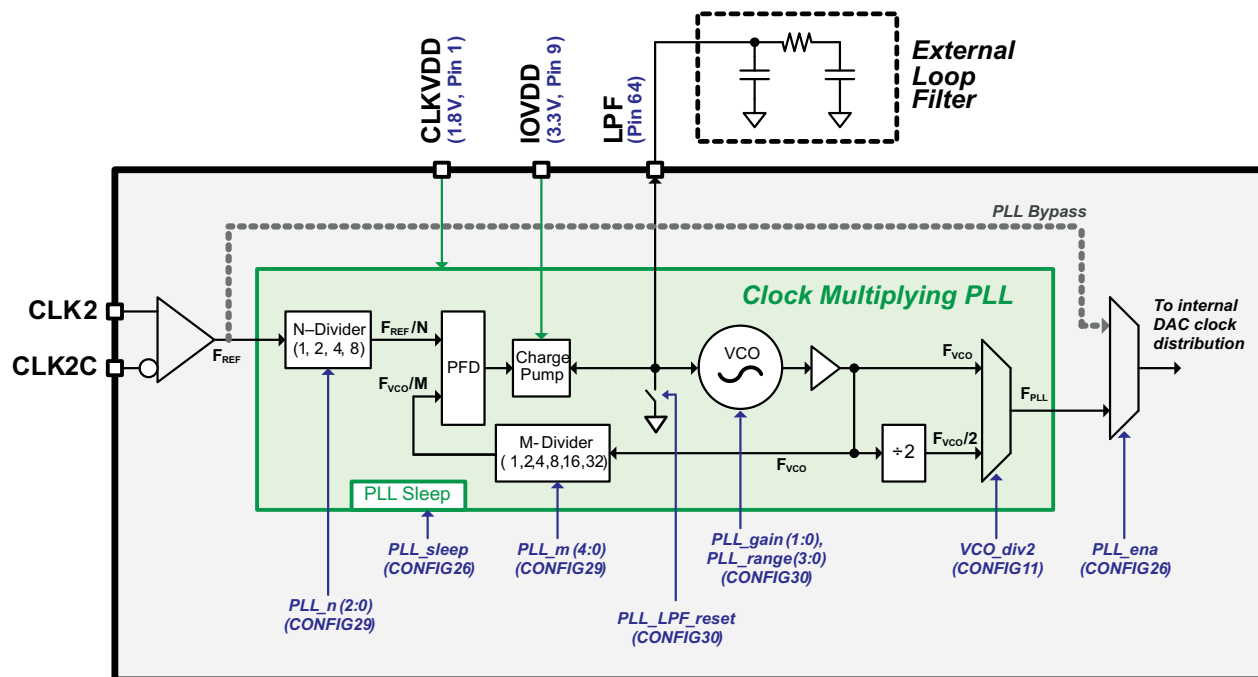 CLKVDD
(1.8V, Pin 1)
IOVDD
(3.3V, Pin 9)
LPF
(Pin 64)
External
Loop
Filter
PLL Bypass
Clock Multiplying PLL
CLK2
CLK2C
FREF
N–Divider
(1, 2, 4, 8)
FREF/N
FVCO/M
PFD
Charge
Pump
VCO
FVCO
FPLL
To internal
DAC clock
distribution
M- Divider
( 1,2,4,8,16,32)
FVCO
÷2
FVCO/2
PLL Sleep
PLL_sleep
(CONFIG26)
PLL_m (4:0)
(CONFIG29)
PLL_gain (1:0),
PLL_range (3:0)
(CONFIG30)
VCO_div2
(CONFIG11)
PLL_ena
(CONFIG26)
PLL_n (2:0)
(CONFIG29)
PLL_LPF_reset
(CONFIG30)